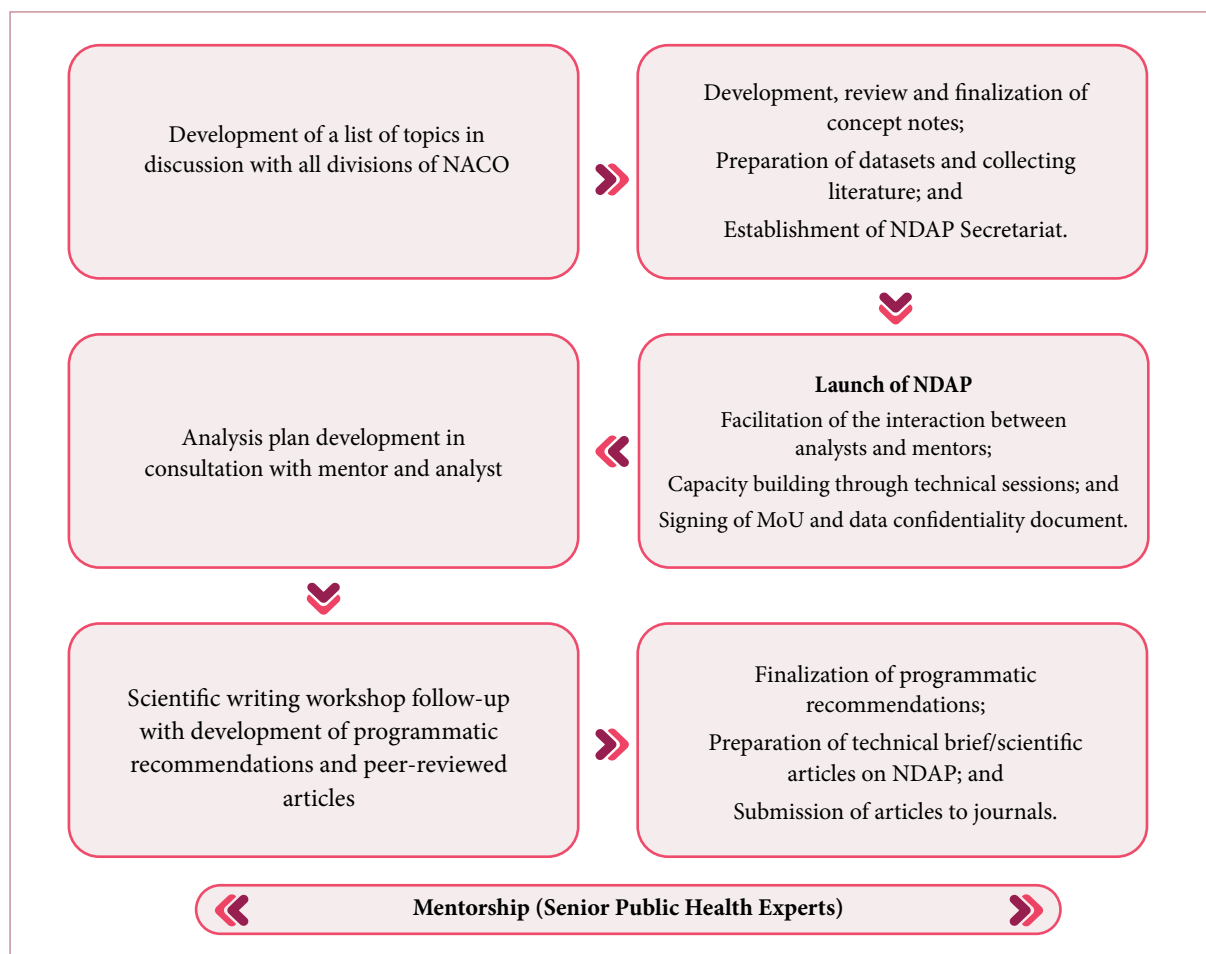 Development of a list of topics in
discussion with all divisions of NACO
Development, review and finalization of
concept notes;
Preparation of datasets and collecting
literature; and
Establishment of NDAP Secretariat.
Launch of NDAP
Facilitation of the interaction between
analysts and mentors;
Capacity building through technical sessions; and
Signing of MoU and data confidentiality document.
Analysis plan development in
consultation with mentor and analyst
Scientific writing workshop follow-up
with development of programmatic
recommendations and peer-reviewed
articles
Finalization of programmatic
recommendations;
Preparation of technical brief/scientific
articles on NDAP; and
Submission of articles to journals.
Mentorship (Senior Public Health Experts)